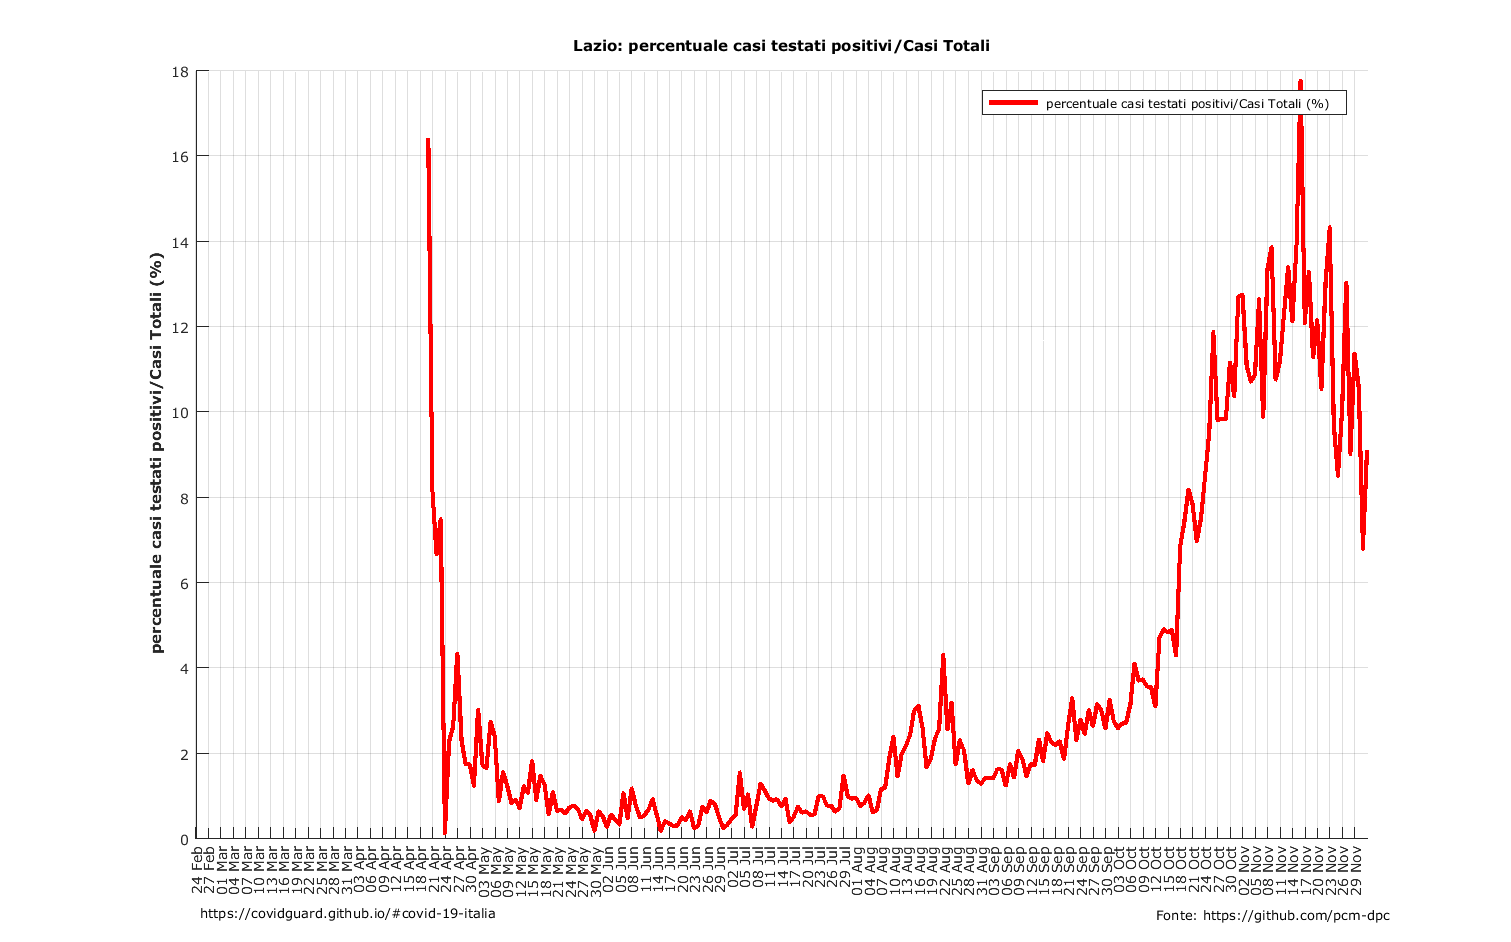 Lazio: percentuale casi testati positivi/Casi Totali
percentuale casi testati positivi/Casi Totali (%)
percentuale casi testati positivi/Casi Totali (%)
18
16
14
12
10
8
6
4
2
0
24 Feb
27 Feb
01 Mar
04 Mar
07 Mar
10 Mar
13 Mar
16 Mar
19 Mar
22 Mar
25 Mar
28 Mar
31 Mar
03 Apr
06 Apr
09 Apr
12 Apr
15 Apr
18 Apr
21 Apr
24 Apr
27 Apr
30 Apr
03 May
06 May
09 May
12 May
15 May
18 May
21 May
24 May
27 May
30 May
02 Jun
05 Jun
08 Jun
11 Jun
14 Jun
17 Jun
20 Jun
23 Jun
26 Jun
29 Jun
02 Jul
05 Jul
08 Jul
11 Jul
14 Jul
17 Jul
20 Jul
23 Jul
26 Jul
29 Jul
01 Aug
04 Aug
07 Aug
10 Aug
13 Aug
16 Aug
19 Aug
22 Aug
25 Aug
28 Aug
31 Aug
03 Sep
06 Sep
09 Sep
12 Sep
15 Sep
18 Sep
21 Sep
24 Sep
27 Sep
30 Sep
03 Oct
06 Oct
09 Oct
12 Oct
15 Oct
18 Oct
21 Oct
24 Oct
27 Oct
30 Oct
02 Nov
05 Nov
08 Nov
11 Nov
14 Nov
17 Nov
20 Nov
23 Nov
26 Nov
29 Nov
https://covidguard.github.io/#covid-19-italia
Fonte: https://github.com/pcm-dpc